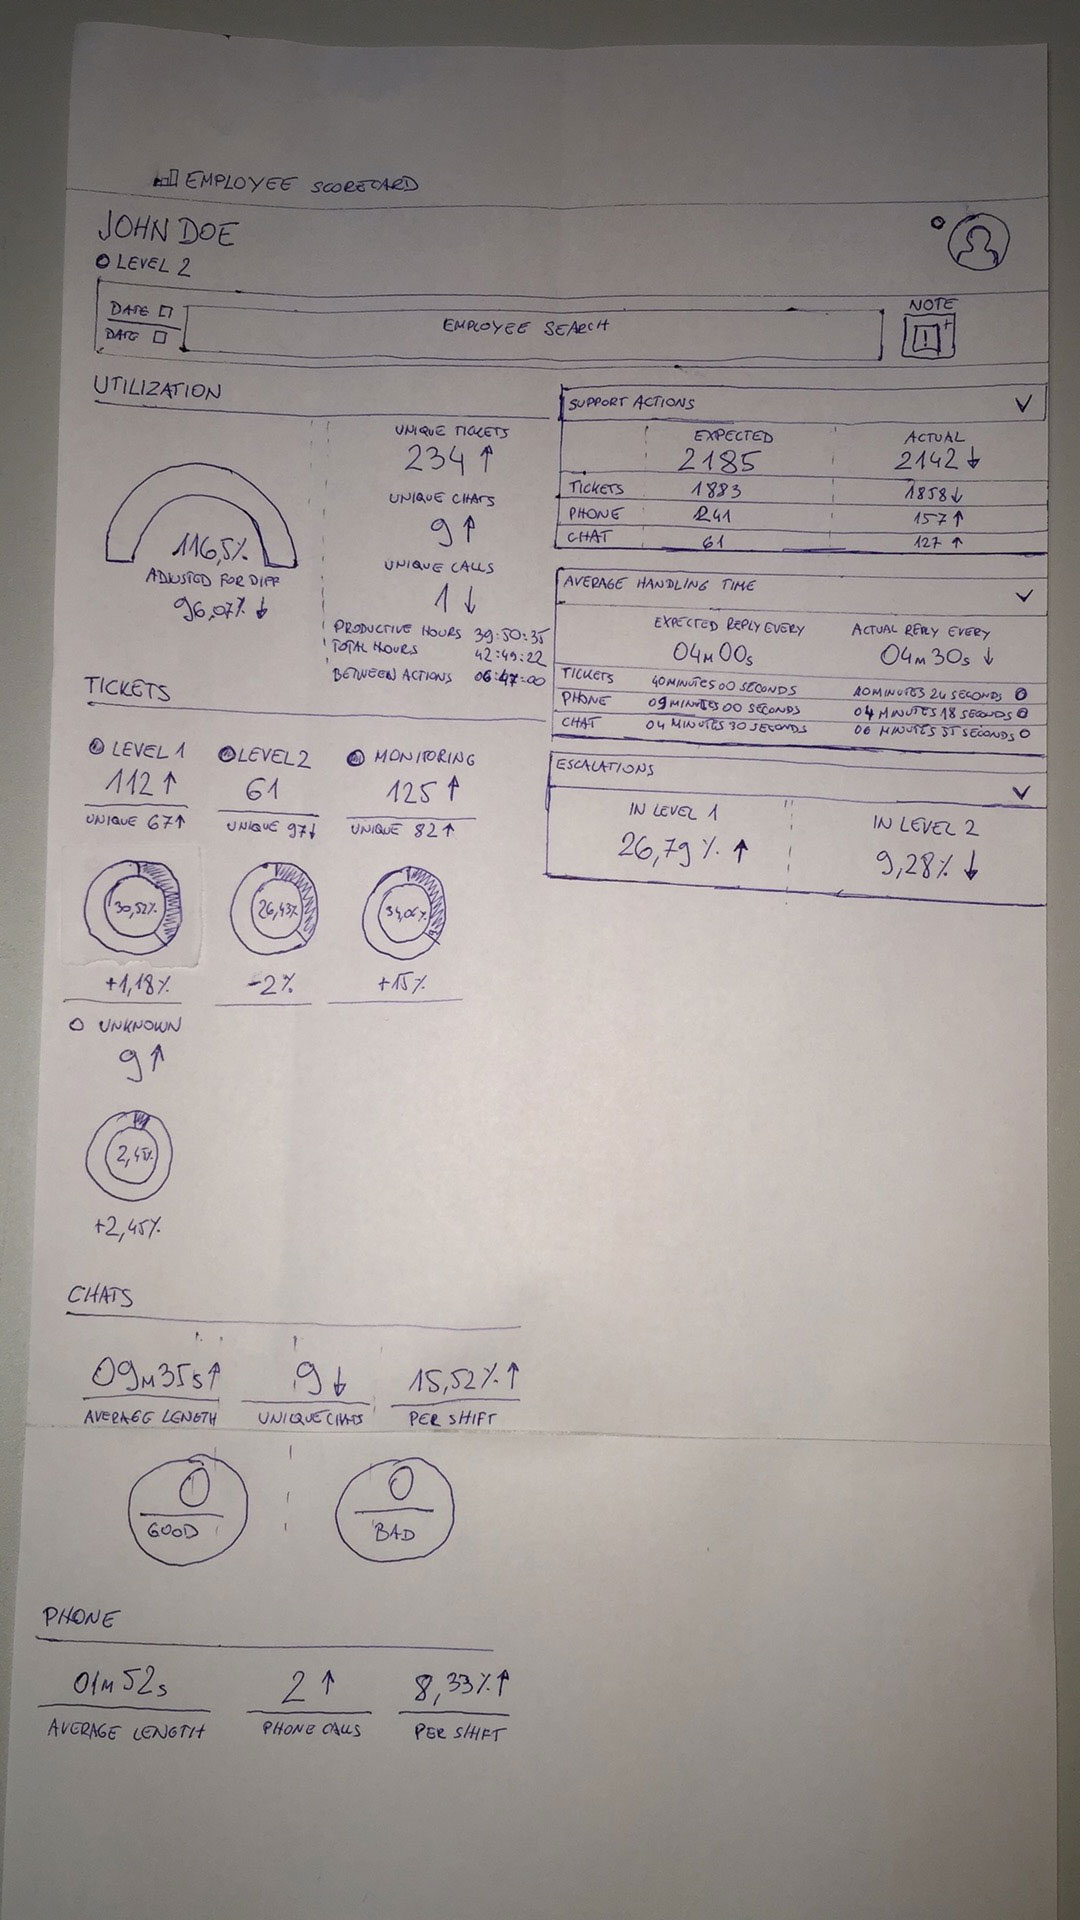 EMPLOYEE SCORECARD
JOHN DOE
LEVEL 2
DATE
DATE
EMPLOYEE SEARCH
NOTE
!
+
UTILIZATION
116,5%
ADJUSTED FOR DIFF
96,07% ↓
UNIQUE TICKETS
234 ↑
UNIQUE CHATS
9 ↑
UNIQUE CALLS
1 ↓
PRODUCTIVE HOURS 39:50:35
TOTAL HOURS 42:49:22
BETWEEN ACTIONS 06:47:00
SUPPORT ACTIONS
EXPECTED ACTUAL
2185 2142 ↓
TICKETS 1883 1858 ↓
PHONE 241 157 ↑
CHAT 61 127 ↑
AVERAGE HANDLING TIME
EXPECTED REPLY EVERY ACTUAL REPLY EVERY
04M 00s 04M 30s ↓
TICKETS 40 MINUTES 00 SECONDS 10 MINUTES 24 SECONDS
PHONE 09 MINUTES 00 SECONDS 04 MINUTES 18 SECONDS
CHAT 04 MINUTES 30 SECONDS 06 MINUTES 55 SECONDS
ESCALATIONS
IN LEVEL 1 IN LEVEL 2
26,79% ↑ 9,28% ↓
TICKETS
LEVEL 1 LEVEL 2 MONITORING
112 ↑ 61 125 ↑
UNIQUE 67 ↑ UNIQUE 97 ↓ UNIQUE 82 ↑
30,52% 26,43% 34,06%
+1,18% -2% +15%
UNKNOWN
9 ↑
2,45%
+2,45%
CHATS
09M 35s ↑ 9 ↓ 15,52% ↑
AVERAGE LENGTH UNIQUE CHATS PER SHIFT
0 0
GOOD BAD
PHONE
01M 52s 2 ↑ 8,33% ↑
AVERAGE LENGTH PHONE CALLS PER SHIFT